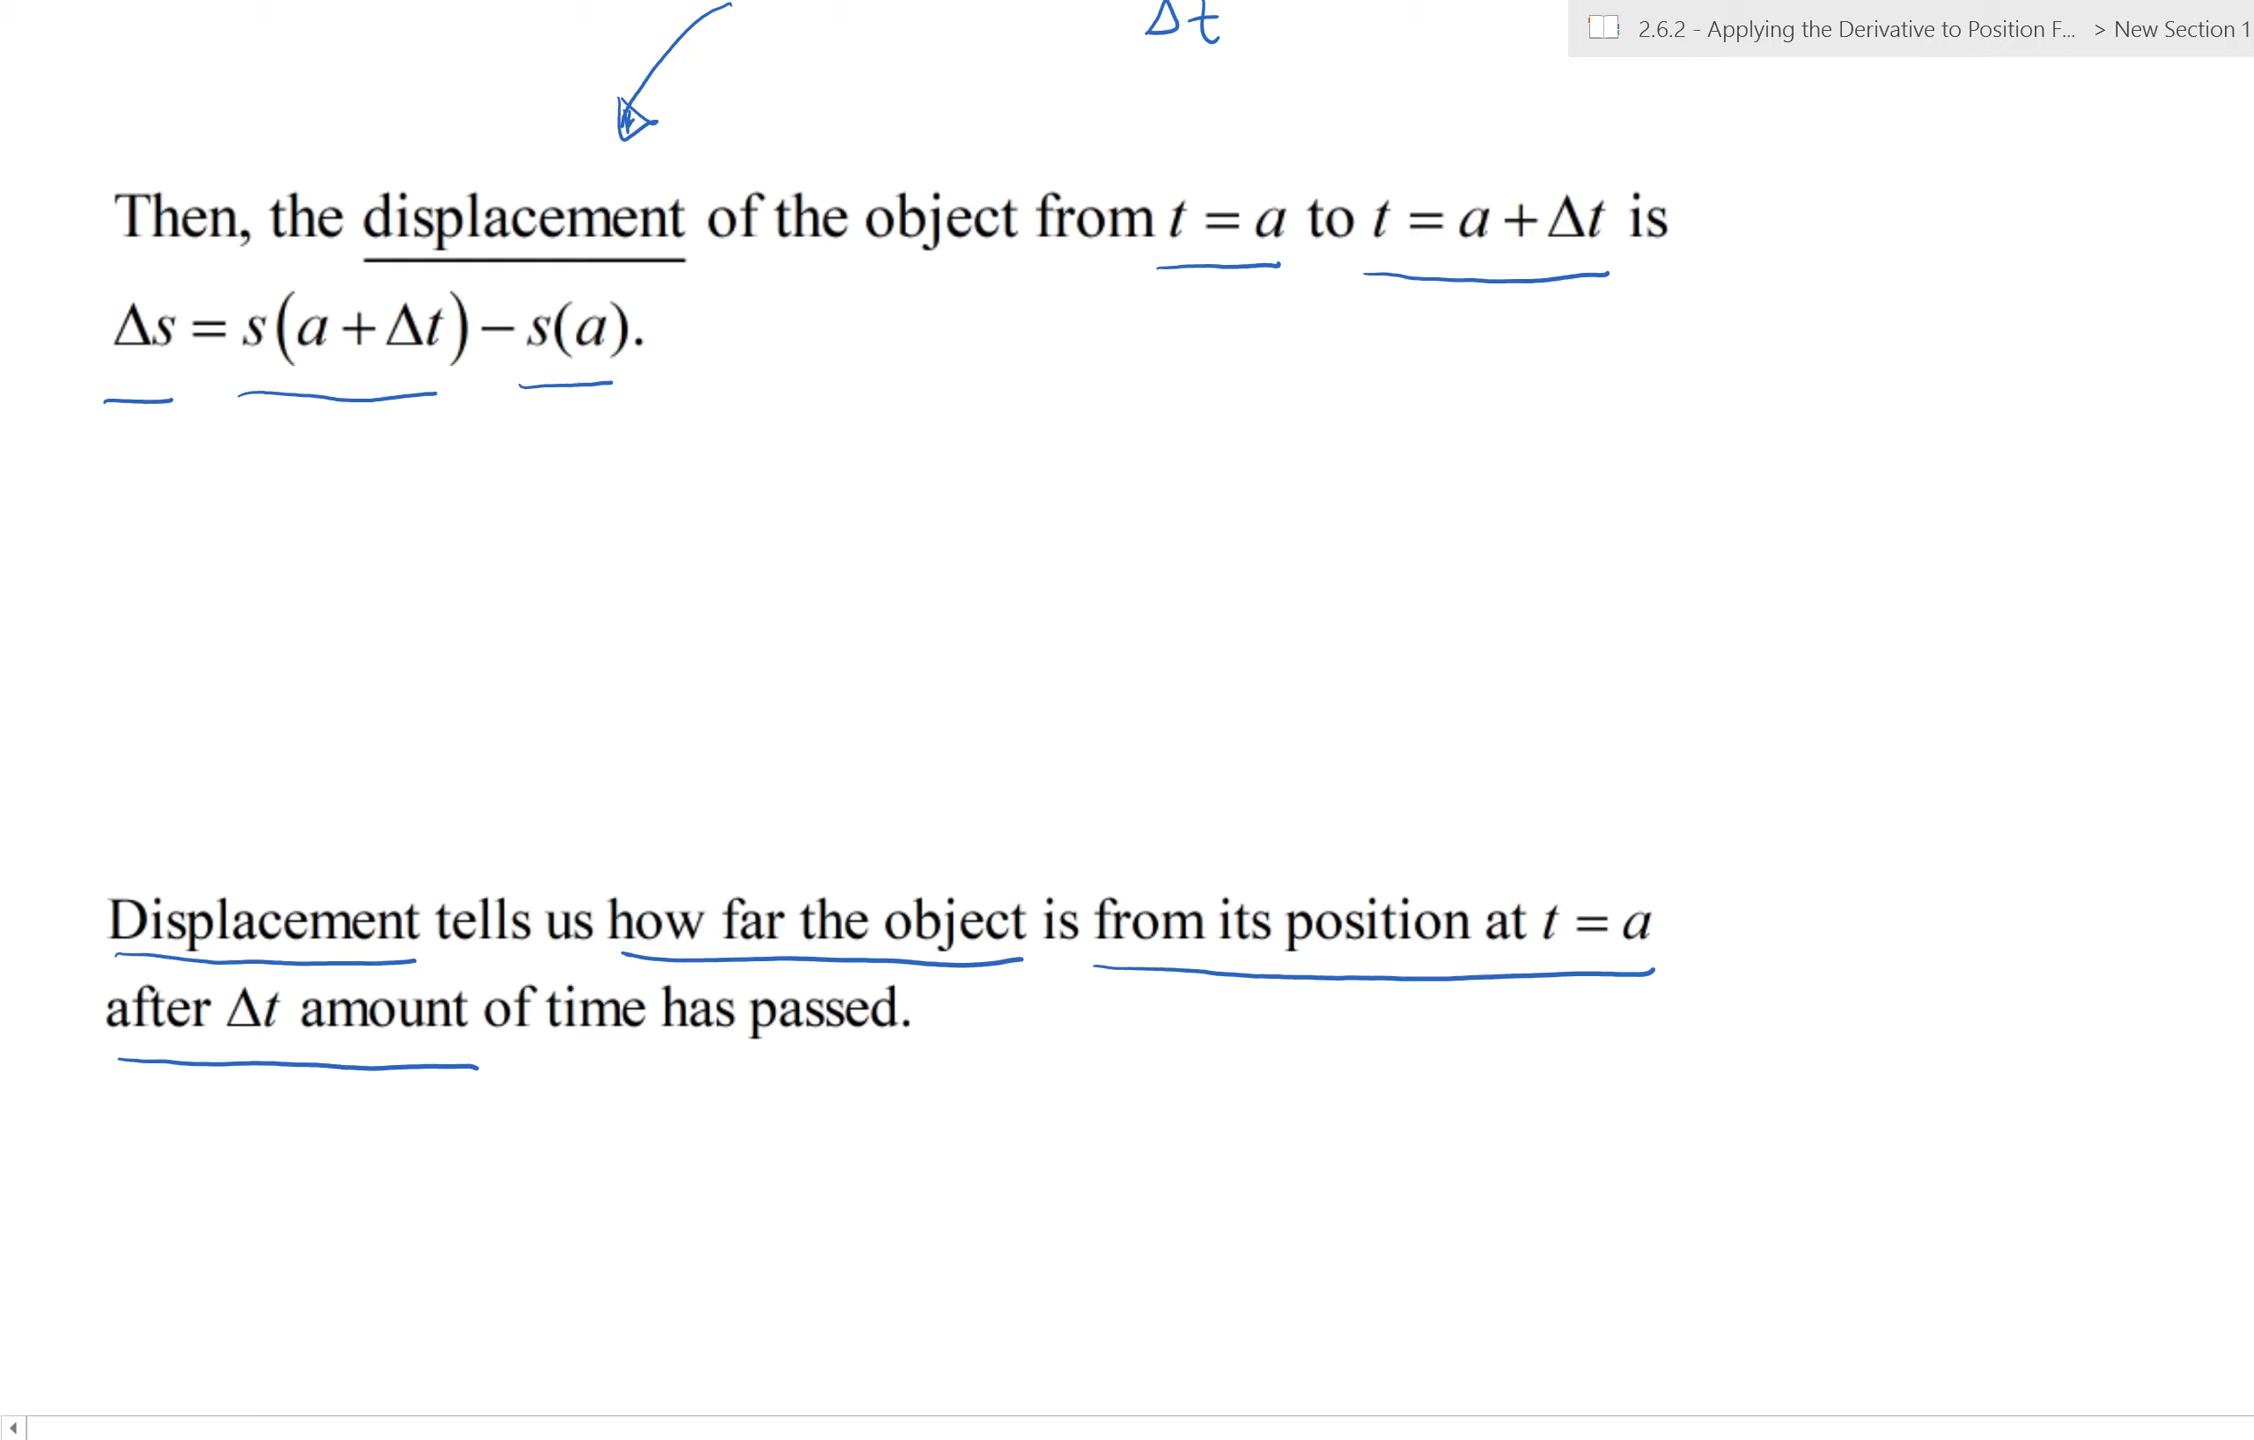 Δt
2.6.2 - Applying the Derivative to Position F... > New Section 1
Then, the displacement of the object from t = a to t = a + Δt is
Δs = s(a + Δt) − s(a).
Displacement tells us how far the object is from its position at t = a
after Δt amount of time has passed.